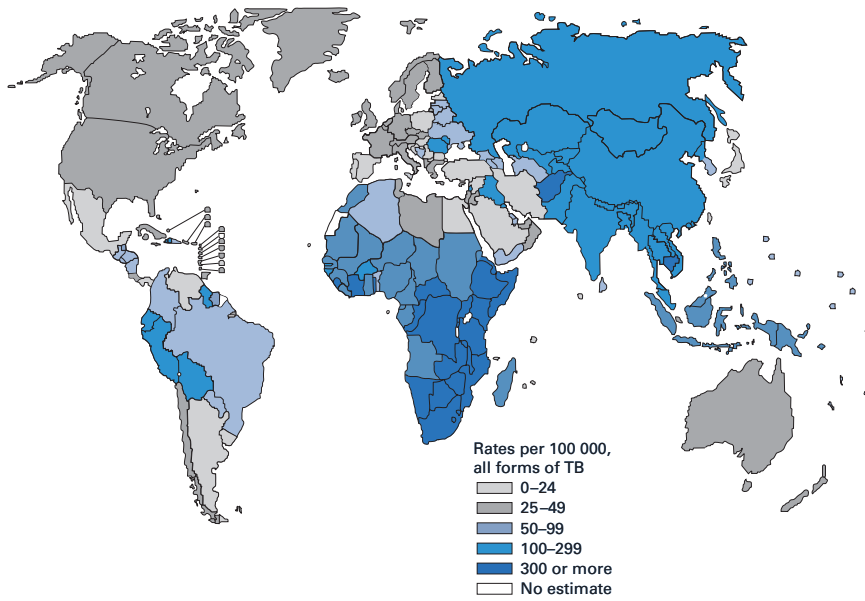 Rates per 100 000,
all forms of TB
0–24
25–49
50–99
100–299
300 or more
No estimate